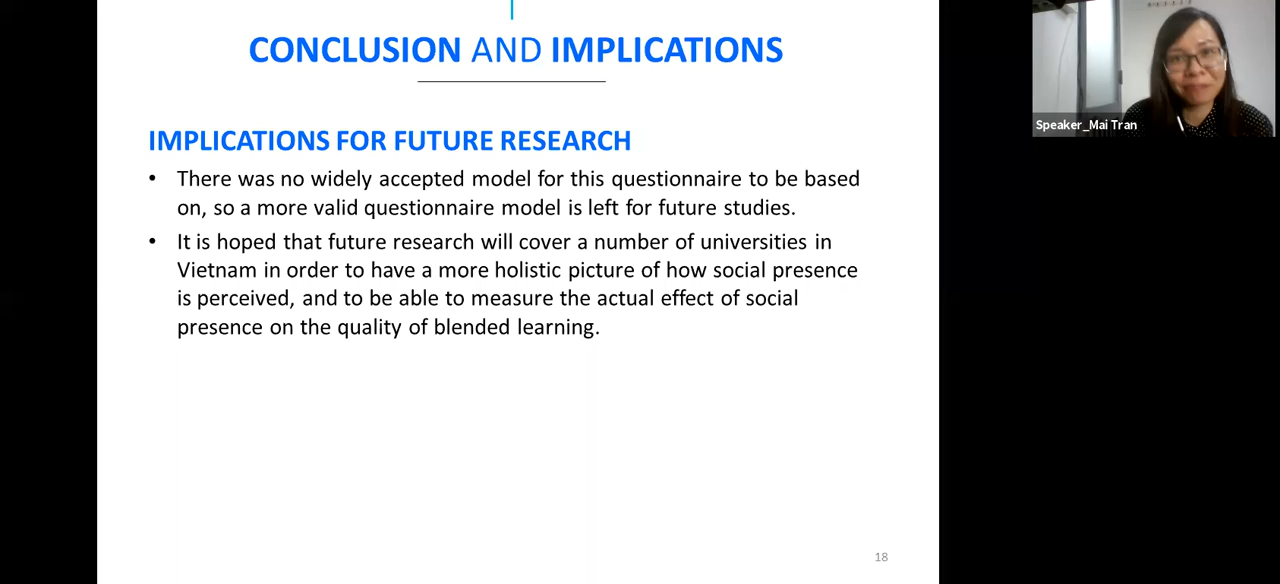 CONCLUSION AND IMPLICATIONS
IMPLICATIONS FOR FUTURE RESEARCH
• There was no widely accepted model for this questionnaire to be based
on, so a more valid questionnaire model is left for future studies.
• It is hoped that future research will cover a number of universities in
Vietnam in order to have a more holistic picture of how social presence
is perceived, and to be able to measure the actual effect of social
presence on the quality of blended learning.
18
Speaker_Mai Tran